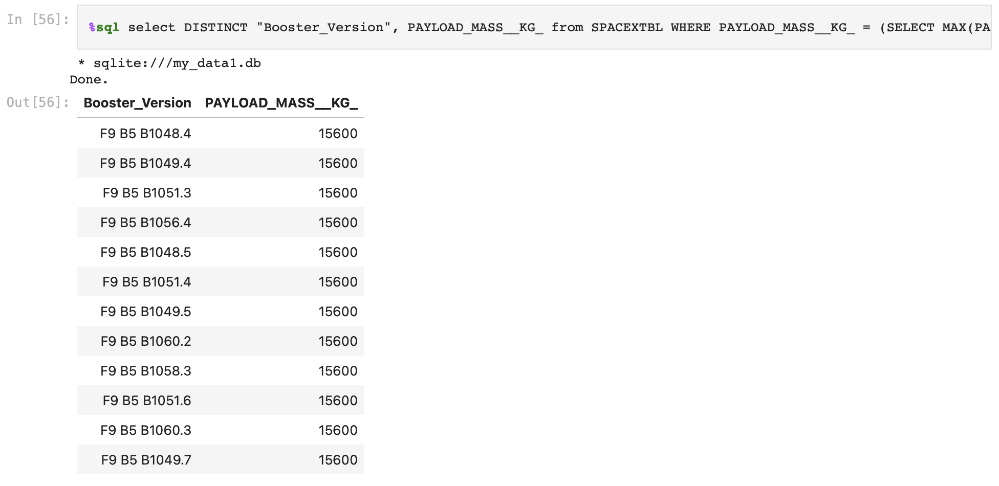 In [56]:
%sql select DISTINCT "Booster_Version", PAYLOAD_MASS__KG_ from SPACEXTBL WHERE PAYLOAD_MASS__KG_ = (SELECT MAX(PA
* sqlite:///my_data1.db
Done.
Out[56]:
Booster_Version PAYLOAD_MASS__KG_
F9 B5 B1048.4 15600
F9 B5 B1049.4 15600
F9 B5 B1051.3 15600
F9 B5 B1056.4 15600
F9 B5 B1048.5 15600
F9 B5 B1051.4 15600
F9 B5 B1049.5 15600
F9 B5 B1060.2 15600
F9 B5 B1058.3 15600
F9 B5 B1051.6 15600
F9 B5 B1060.3 15600
F9 B5 B1049.7 15600